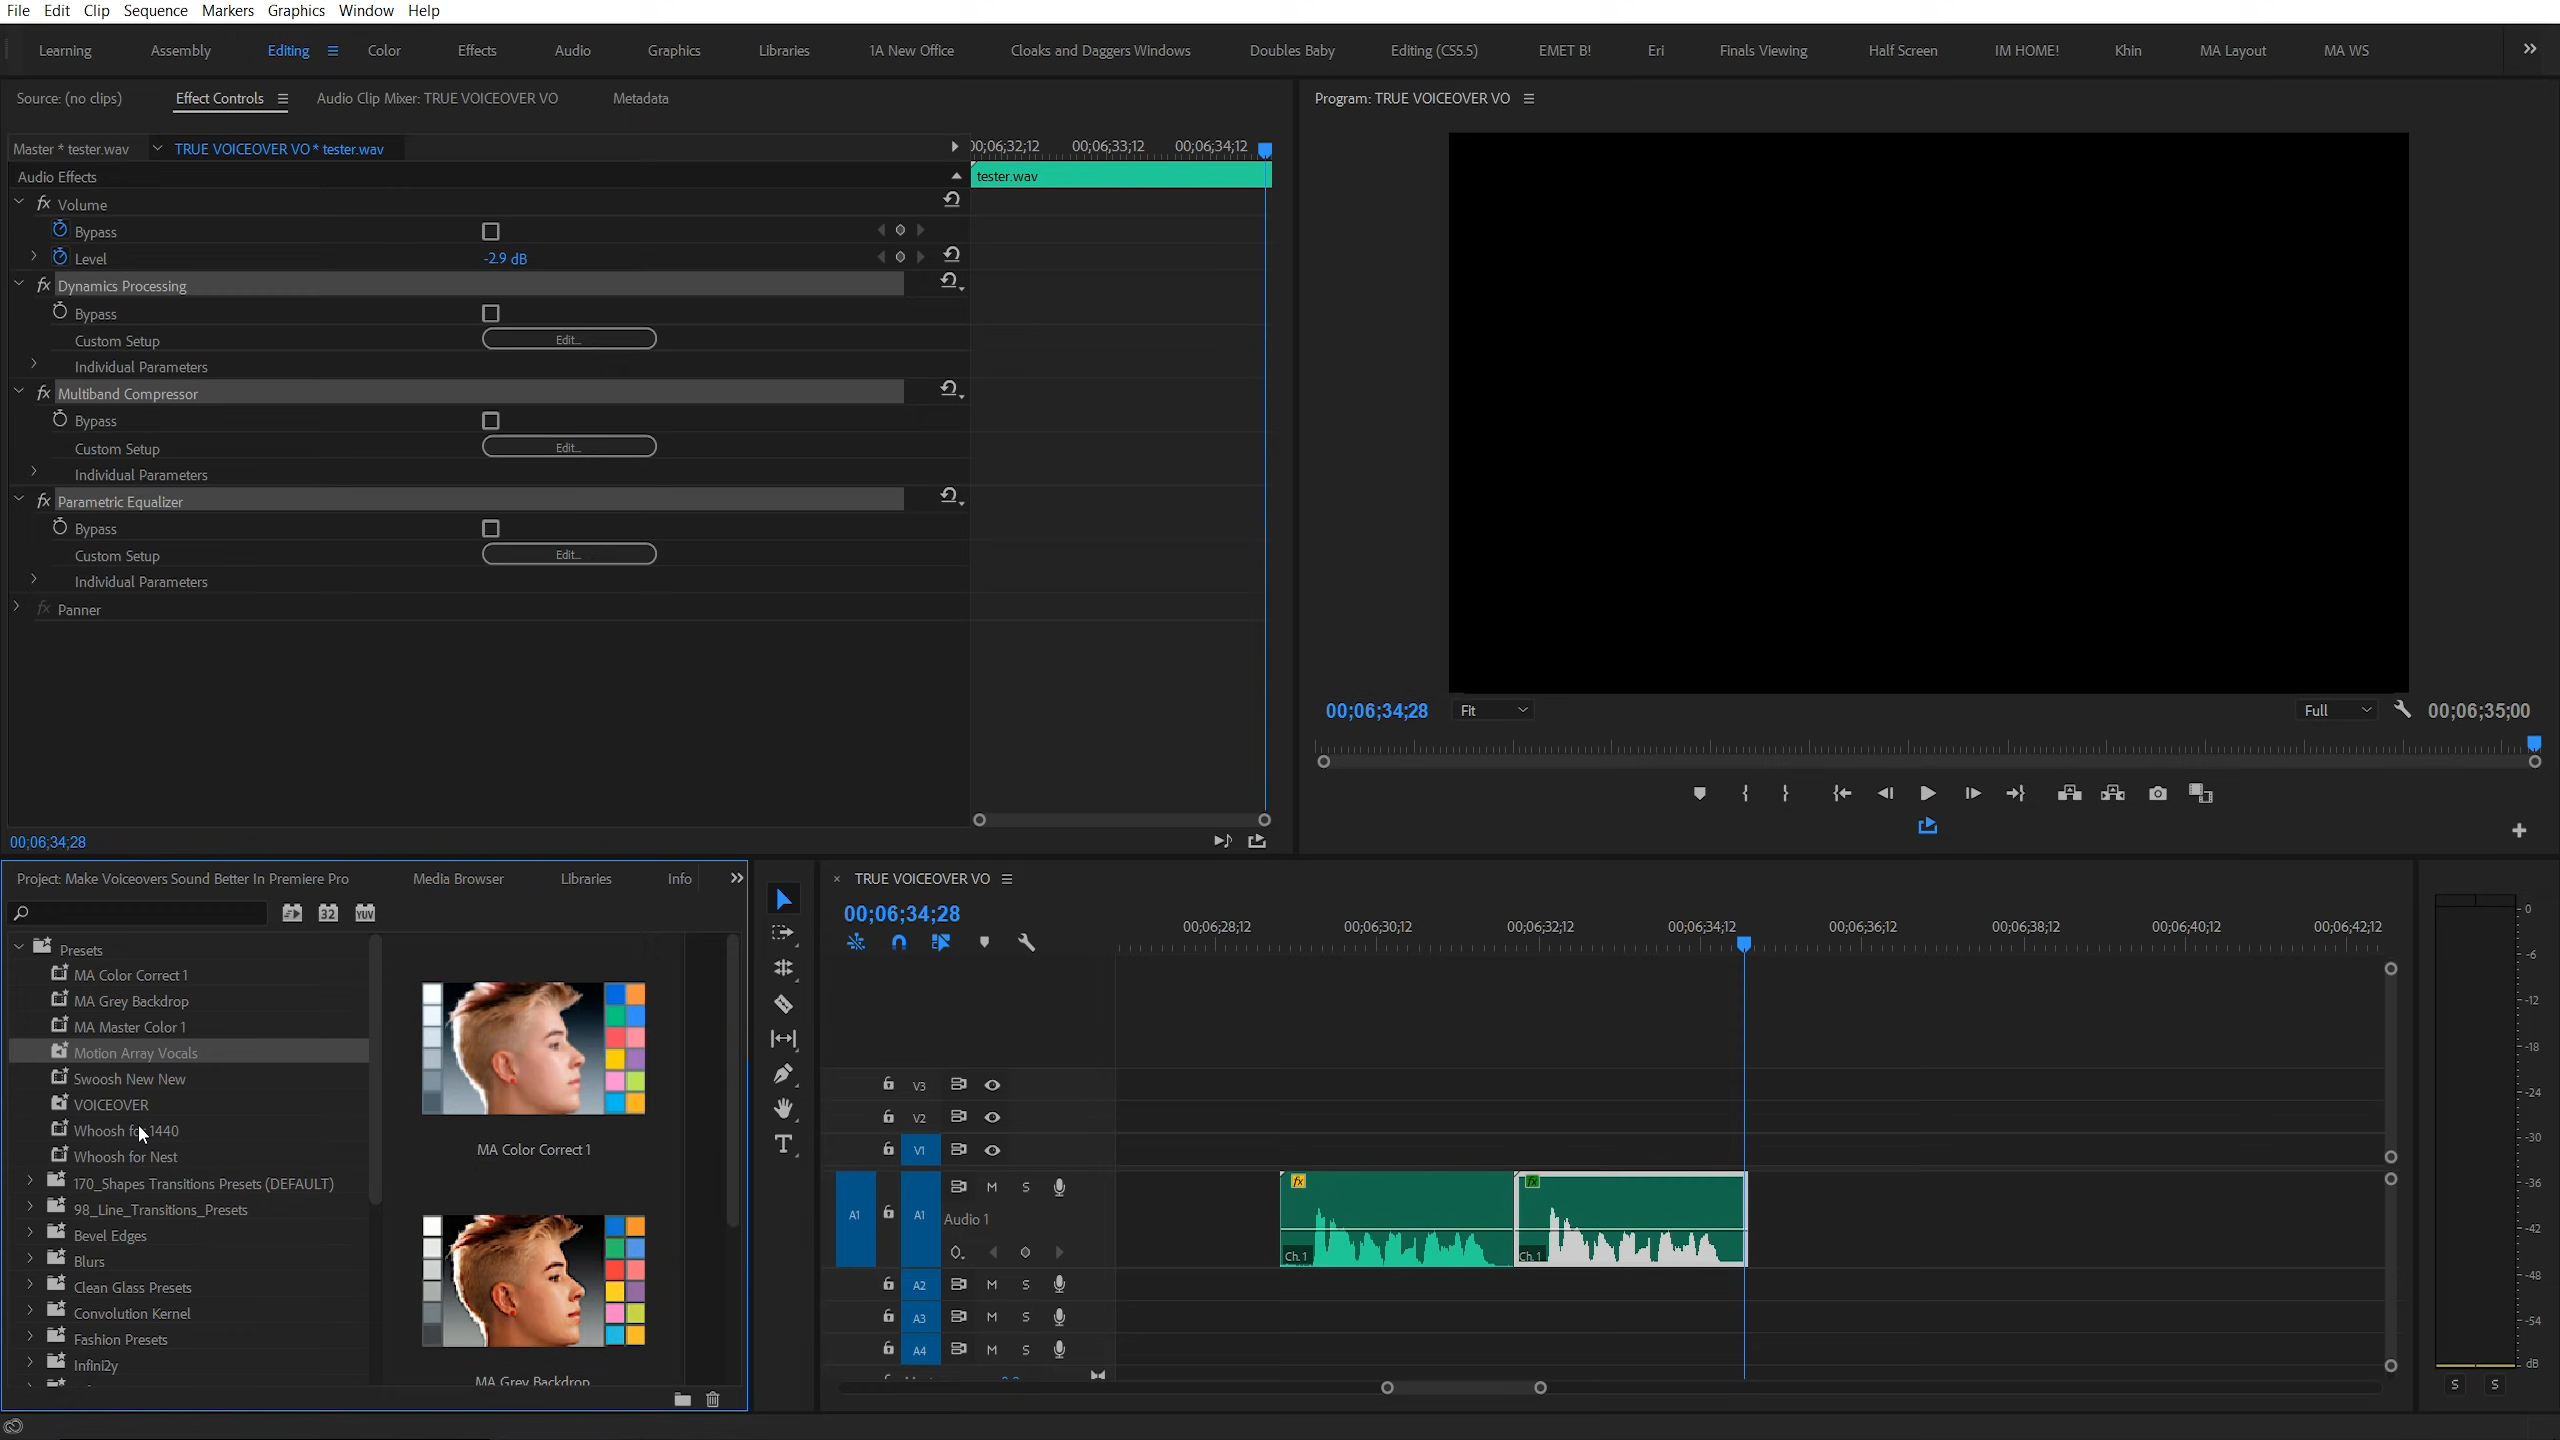 File Edit Clip Sequence Markers Graphics Window Help
Learning Assembly Editing Color Effects Audio Graphics Libraries 1A New Office Cloaks and Daggers Windows Doubles Baby Editing (CS5.5) EMET B! Eri Finals Viewing Half Screen IM HOME! Khin MA Layout MA WS
Source: (no clips) Effect Controls Audio Clip Mixer: TRUE VOICEOVER VO Metadata
Master * tester.wav TRUE VOICEOVER VO * tester.wav
00;06;32;12 00;06;33;12 00;06;34;12
Audio Effects
tester.wav
fx Volume
Bypass
Level -2.9 dB
fx Dynamics Processing
Bypass
Custom Setup Edit...
Individual Parameters
fx Multiband Compressor
Bypass
Custom Setup Edit...
Individual Parameters
fx Parametric Equalizer
Bypass
Custom Setup Edit...
Individual Parameters
fx Panner
00;06;34;28
Program: TRUE VOICEOVER VO
00;06;34;28 Fit Full 00;06;35;00
Project: Make Voiceovers Sound Better In Premiere Pro Media Browser Libraries Info
32 YUV
Presets
MA Color Correct 1
MA Grey Backdrop
MA Master Color 1
Motion Array Vocals
Swoosh New New
VOICEOVER
Whoosh for 1440
Whoosh for Nest
170_Shapes Transitions Presets (DEFAULT)
98_Line_Transitions_Presets
Bevel Edges
Blurs
Clean Glass Presets
Convolution Kernel
Fashion Presets
Infini2y
MA Color Correct 1
MA Grey Backdrop
T
TRUE VOICEOVER VO
00;06;34;28
00;06;28;12 00;06;30;12 00;06;32;12 00;06;34;12 00;06;36;12 00;06;38;12 00;06;40;12 00;06;42;12
V3
V2
V1
A1 A1 M S
Audio 1
fx Ch. 1
fx Ch. 1
A2 M S
A3 M S
A4 M S
0
-6
-12
-18
-24
-30
-36
-42
-48
-54
dB
S S